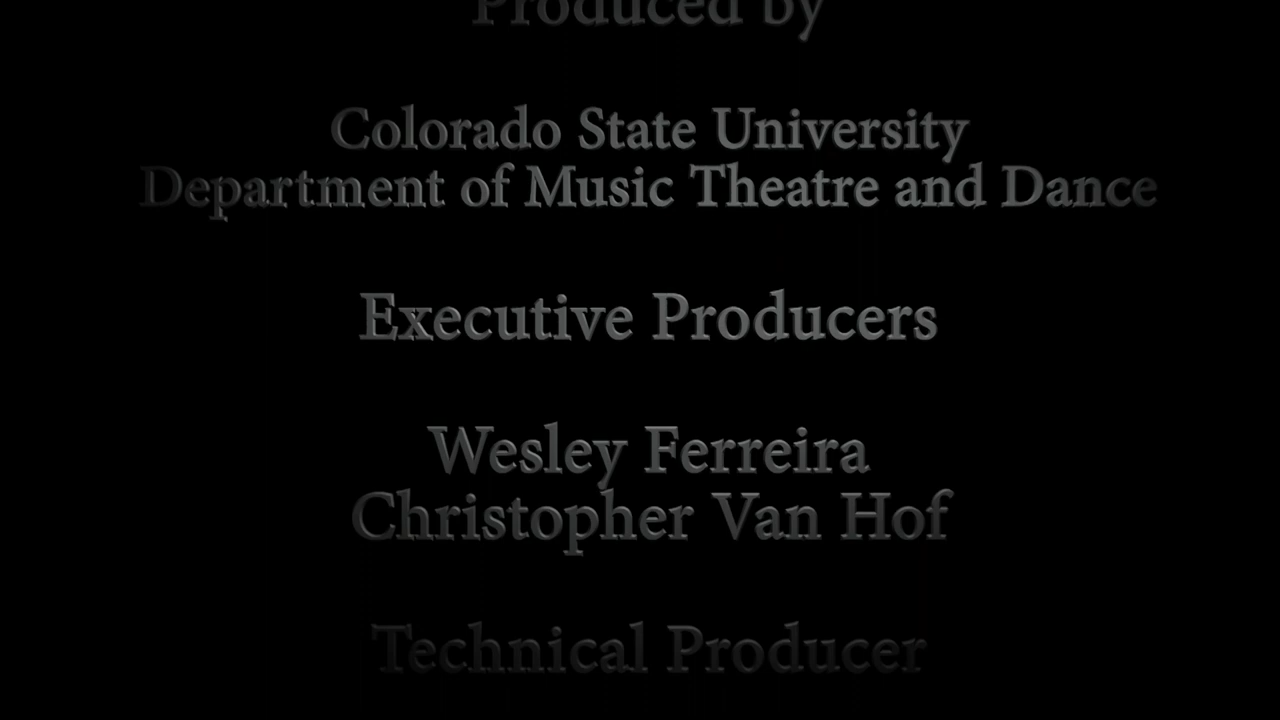 Produced by
Colorado State University
Department of Music Theatre and Dance
Executive Producers
Wesley Ferreira
Christopher Van Hof
Technical Producer